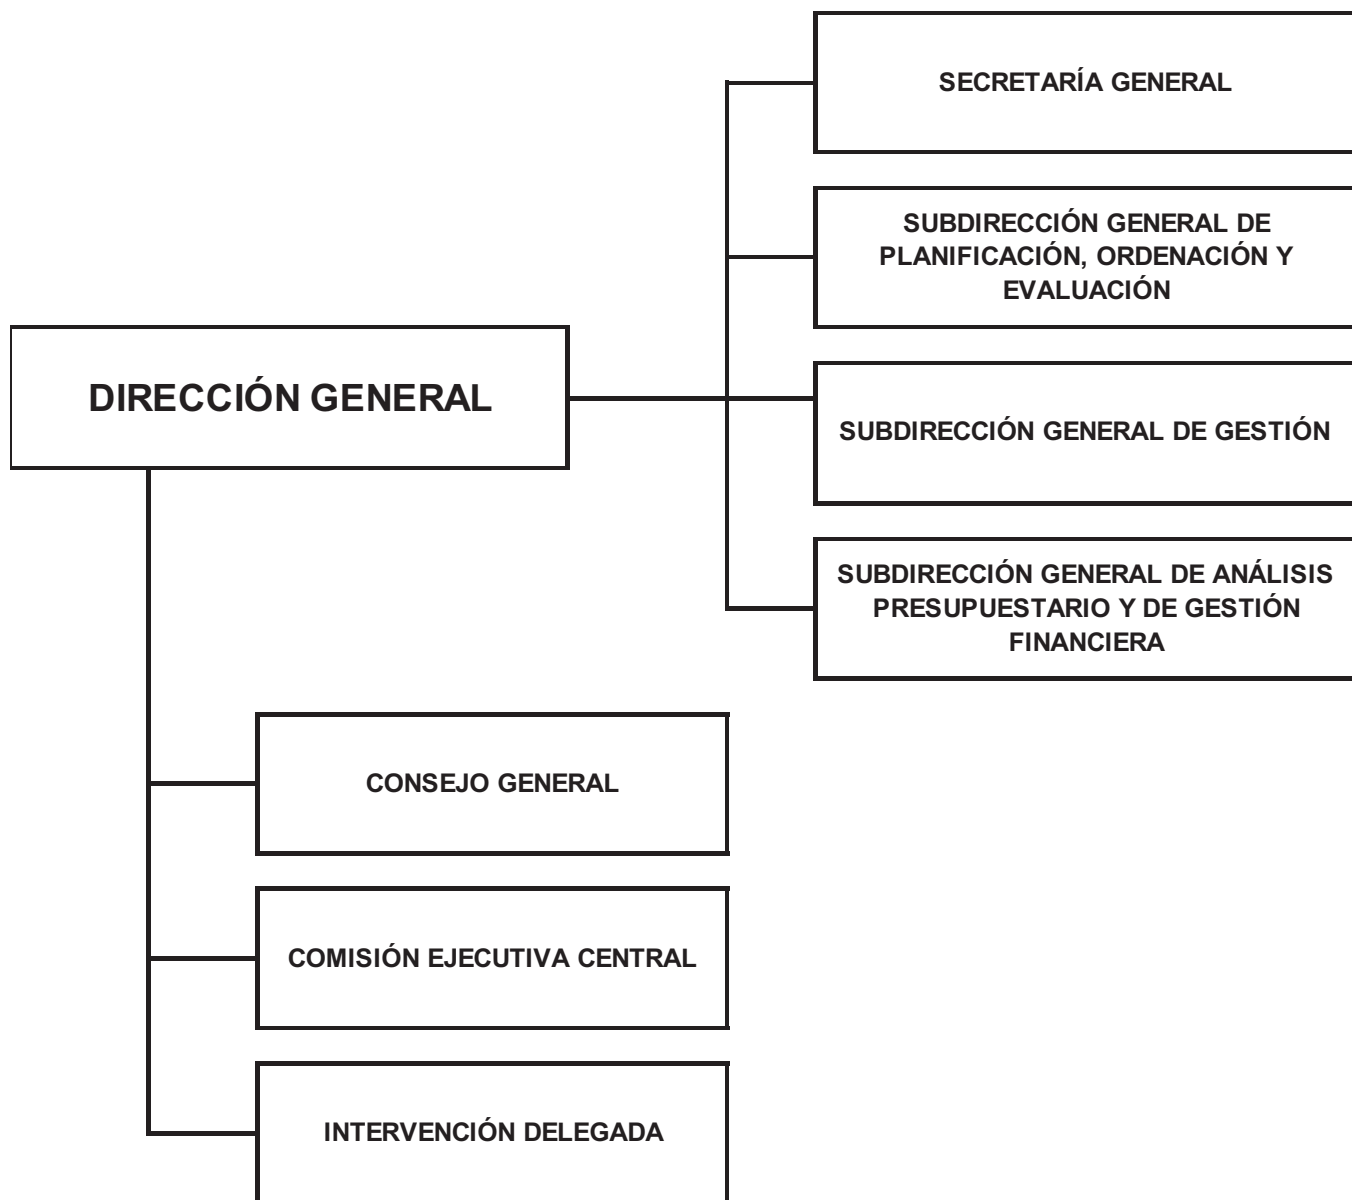 SECRETARÍA GENERAL
SUBDIRECCIÓN GENERAL DE
PLANIFICACIÓN, ORDENACIÓN Y
EVALUACIÓN
DIRECCIÓN GENERAL
SUBDIRECCIÓN GENERAL DE GESTIÓN
SUBDIRECCIÓN GENERAL DE ANÁLISIS
PRESUPUESTARIO Y DE GESTIÓN
FINANCIERA
CONSEJO GENERAL
COMISIÓN EJECUTIVA CENTRAL
INTERVENCIÓN DELEGADA